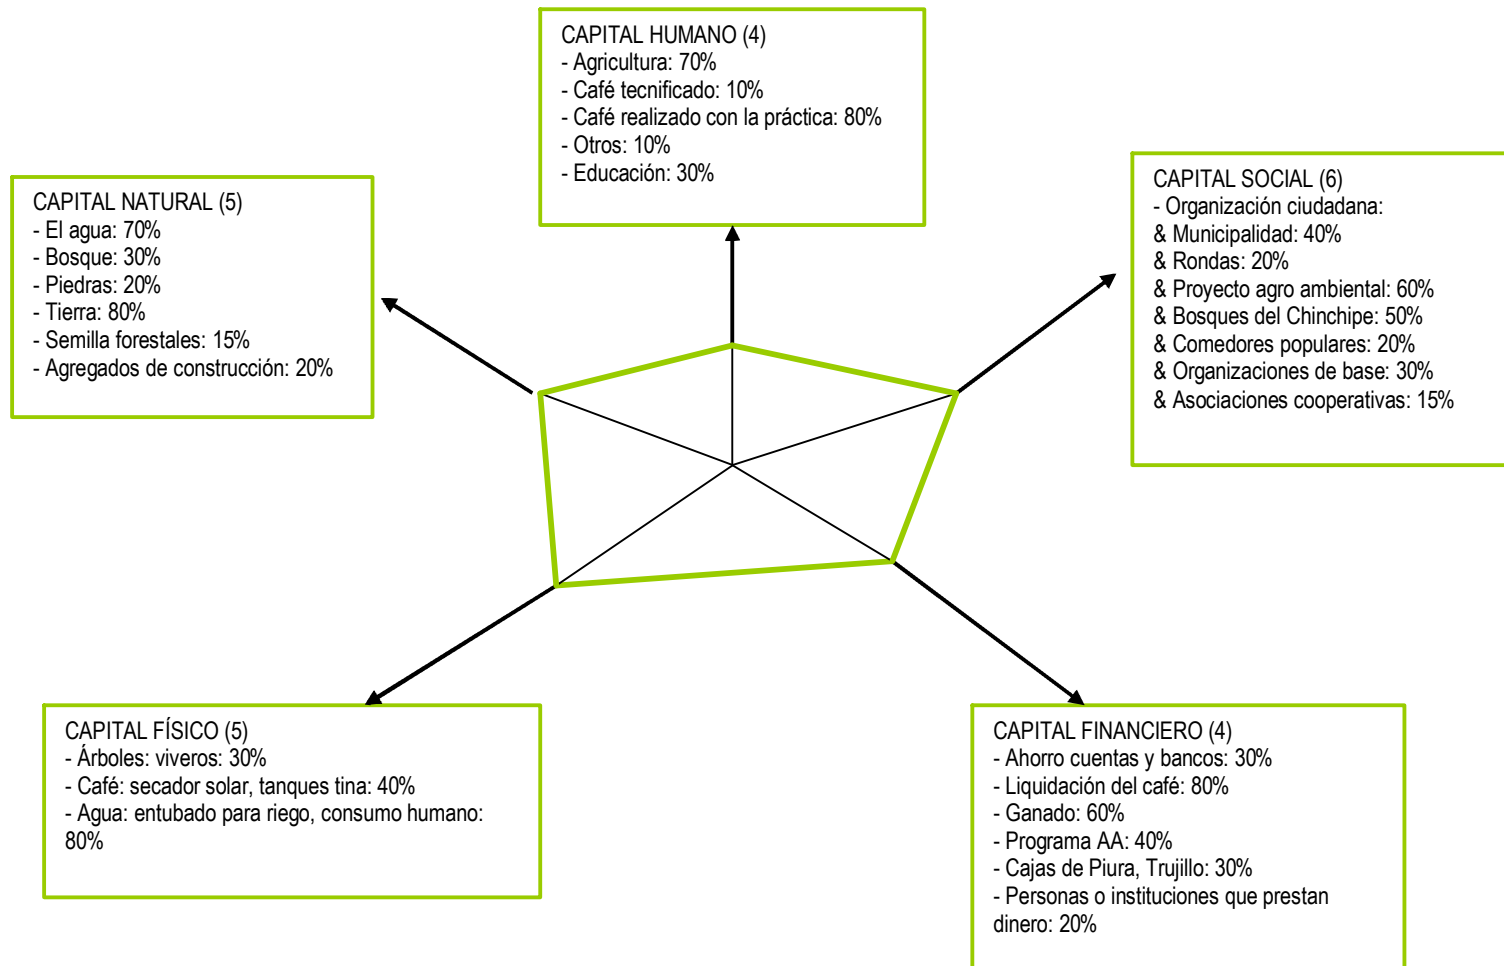 CAPITAL HUMANO (4)
- Agricultura: 70%
- Café tecnificado: 10%
- Café realizado con la práctica: 80%
- Otros: 10%
- Educación: 30%
CAPITAL NATURAL (5)
- El agua: 70%
- Bosque: 30%
- Piedras: 20%
- Tierra: 80%
- Semilla forestales: 15%
- Agregados de construcción: 20%
CAPITAL SOCIAL (6)
- Organización ciudadana:
& Municipalidad: 40%
& Rondas: 20%
& Proyecto agro ambiental: 60%
& Bosques del Chinchipe: 50%
& Comedores populares: 20%
& Organizaciones de base: 30%
& Asociaciones cooperativas: 15%
CAPITAL FÍSICO (5)
- Árboles: viveros: 30%
- Café: secador solar, tanques tina: 40%
- Agua: entubado para riego, consumo humano:
80%
CAPITAL FINANCIERO (4)
- Ahorro cuentas y bancos: 30%
- Liquidación del café: 80%
- Ganado: 60%
- Programa AA: 40%
- Cajas de Piura, Trujillo: 30%
- Personas o instituciones que prestan
dinero: 20%